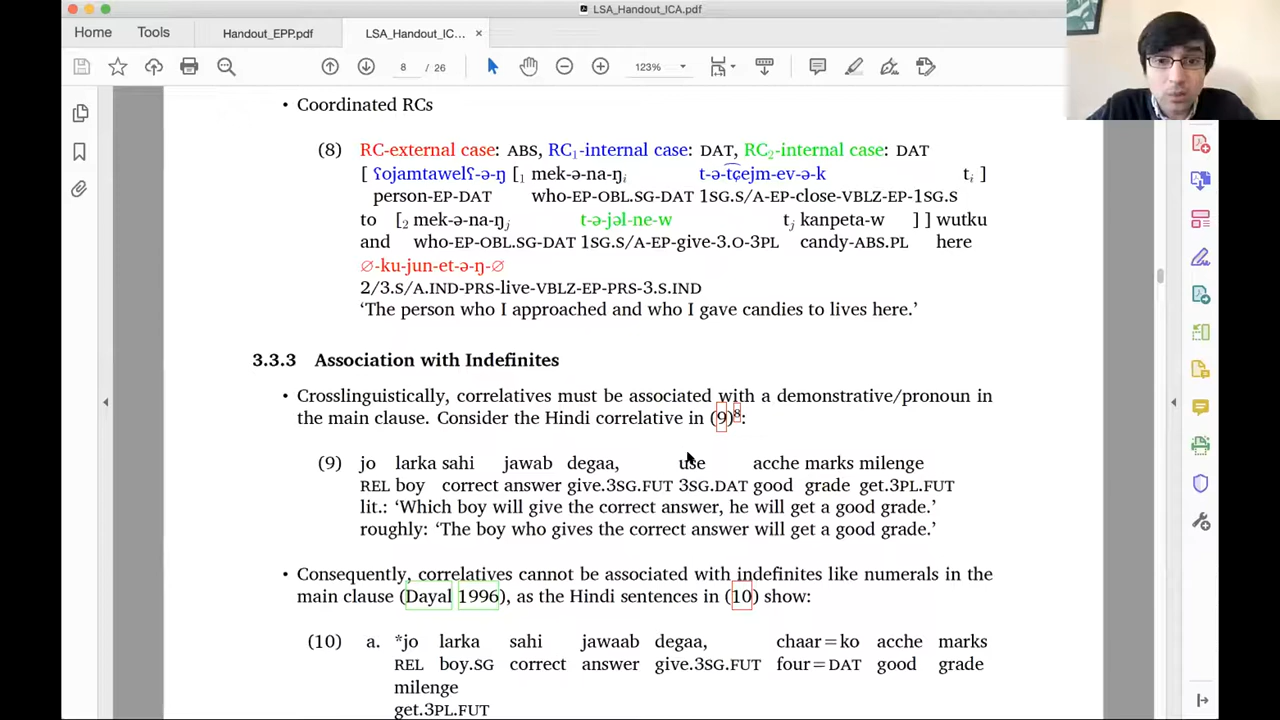 LSA_Handout_ICA.pdf
Home Tools Handout_EPP.pdf LSA_Handout_IC... ×
8 / 26 123%
• Coordinated RCs
(8) RC-external case: ABS, RC₁-internal case: DAT, RC₂-internal case: DAT
[ ʕojamtawelʕ-ə-ŋ [₁ mek-ə-na-ŋᵢ t-ə-t͡ɕejm-ev-ə-k tᵢ ]
person-EP-DAT who-EP-OBL.SG-DAT 1SG.S/A-EP-close-VBLZ-EP-1SG.S
to [₂ mek-ə-na-ŋⱼ t-ə-jəl-ne-w tⱼ kanpeta-w ] ] wutku
and who-EP-OBL.SG-DAT 1SG.S/A-EP-give-3.O-3PL candy-ABS.PL here
∅-ku-jun-et-ə-ŋ-∅
2/3.S/A.IND-PRS-live-VBLZ-EP-PRS-3.S.IND
‘The person who I approached and who I gave candies to lives here.’
3.3.3 Association with Indefinites
• Crosslinguistically, correlatives must be associated with a demonstrative/pronoun in
the main clause. Consider the Hindi correlative in (9)⁸:
(9) jo larka sahi jawab degaa, use acche marks milenge
REL boy correct answer give.3SG.FUT 3SG.DAT good grade get.3PL.FUT
lit.: ‘Which boy will give the correct answer, he will get a good grade.’
roughly: ‘The boy who gives the correct answer will get a good grade.’
• Consequently, correlatives cannot be associated with indefinites like numerals in the
main clause (Dayal 1996), as the Hindi sentences in (10) show:
(10) a. *jo larka sahi jawaab degaa, chaar=ko acche marks
REL boy.SG correct answer give.3SG.FUT four=DAT good grade
milenge
get.3PL.FUT